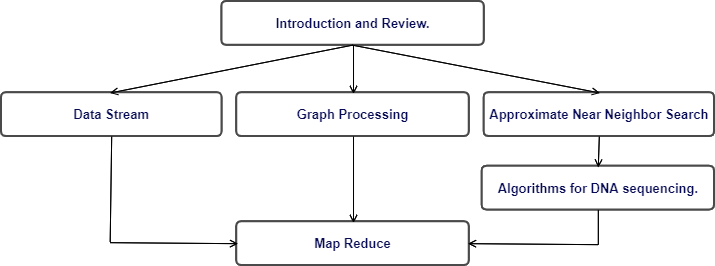 Introduction and Review.
Data Stream
Graph Processing
Approximate Near Neighbor Search
Algorithms for DNA sequencing.
Map Reduce